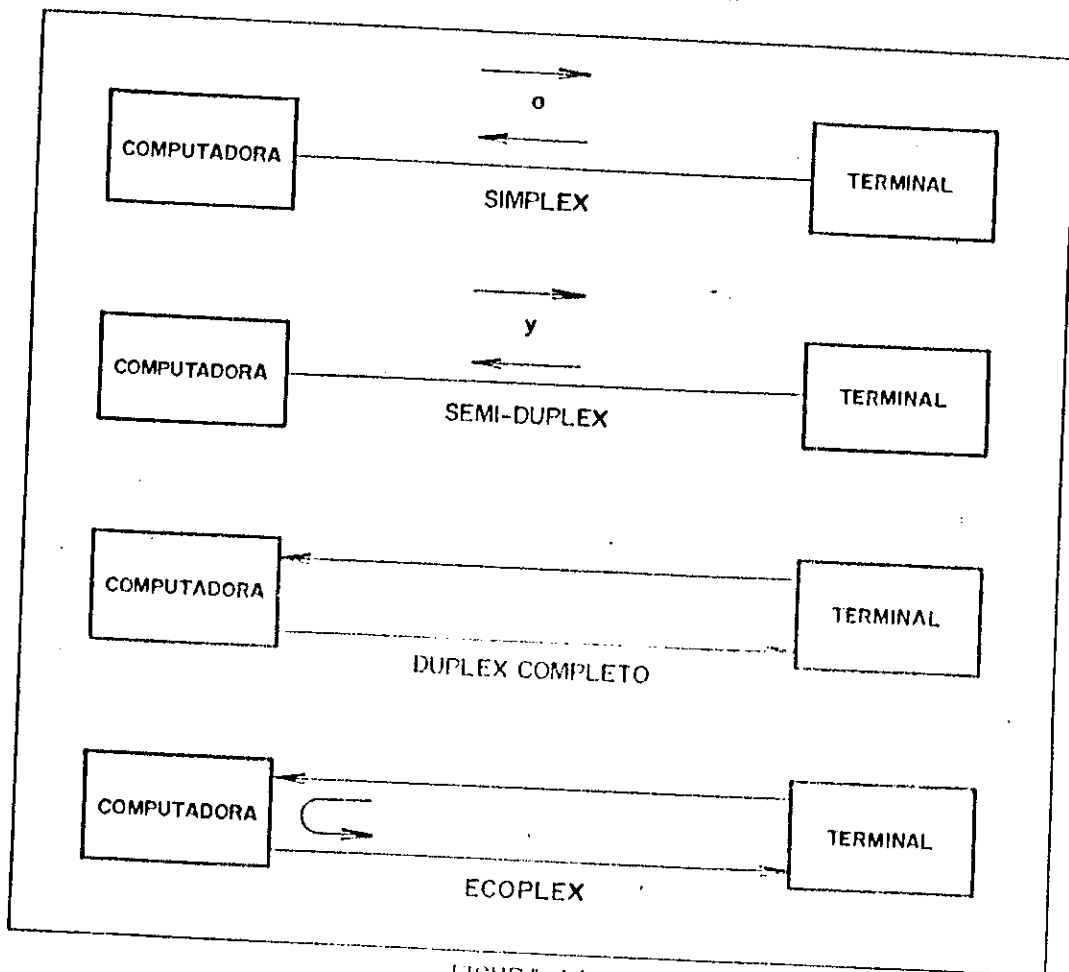 o
COMPUTADORA
TERMINAL
SIMPLEX
y
COMPUTADORA
TERMINAL
SEMI-DUPLEX
COMPUTADORA
TERMINAL
DUPLEX COMPLETO
COMPUTADORA
TERMINAL
ECOPLEX